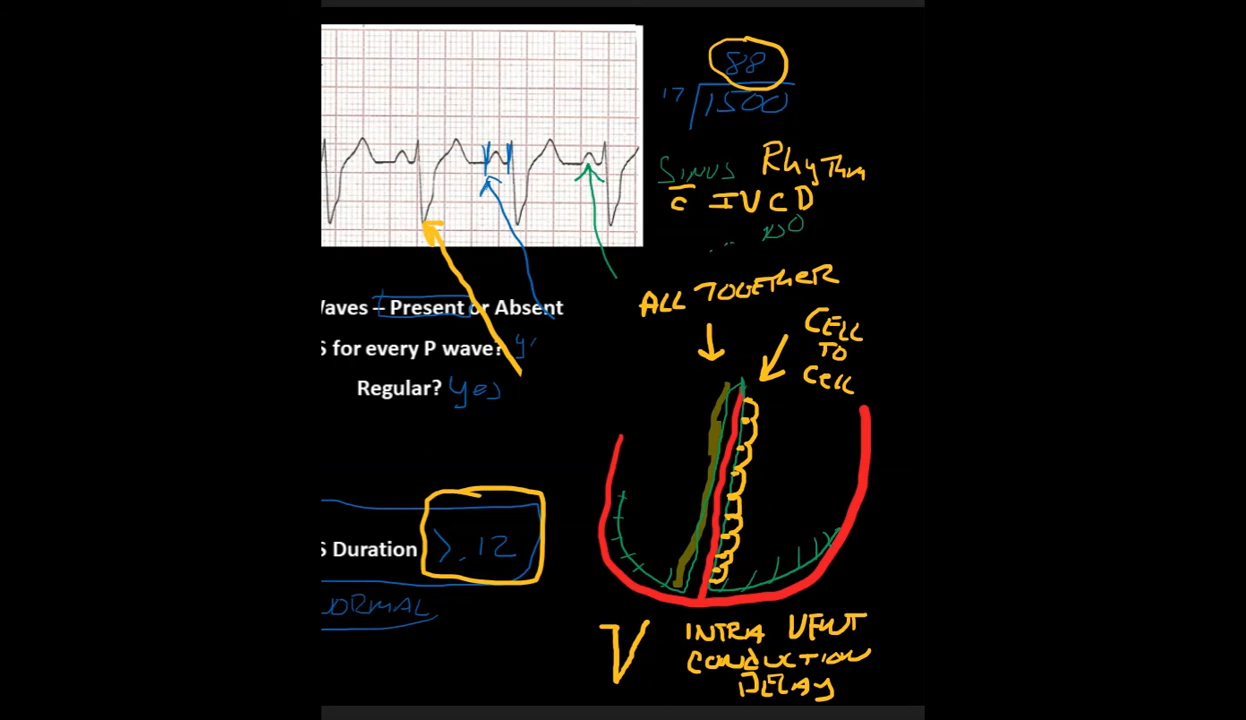 88
17 1500
SINUS Rhythm
c̄ IVCD
ALL TOGETHER
CELL
TO
CELL
Waves – Present or Absent
S for every P wave? y
Regular? yes
S Duration >.12
NORMAL
INTRA VENT
CONDUCTION
DELAY